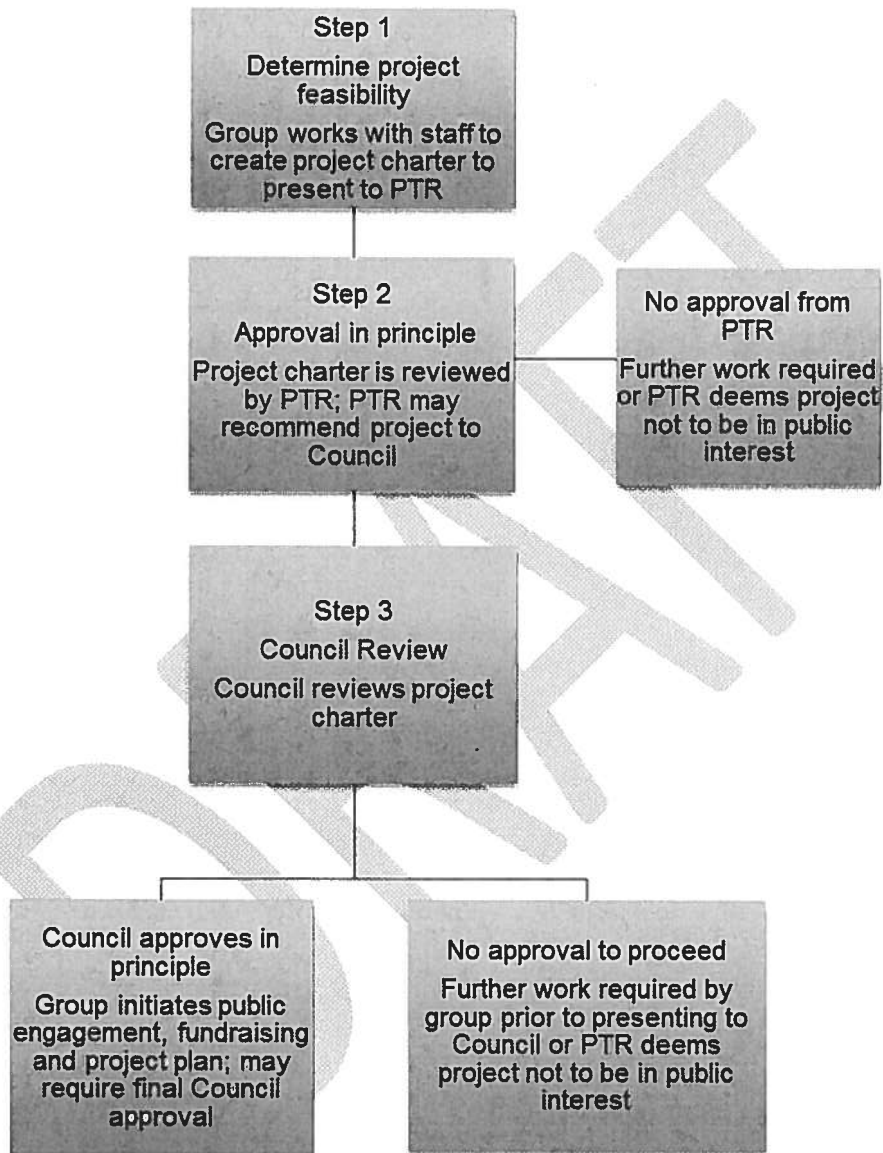 Step 1
Determine project
feasibility
Group works with staff to
create project charter to
present to PTR
Step 2
Approval in principle
Project charter is reviewed
by PTR; PTR may
recommend project to
Council
No approval from
PTR
Further work required
or PTR deems project
not to be in public
interest
Step 3
Council Review
Council reviews project
charter
Council approves in
principle
Group initiates public
engagement, fundraising
and project plan; may
require final Council
approval
No approval to proceed
Further work required by
group prior to presenting to
Council or PTR deems
project not to be in public
interest
DRAFT